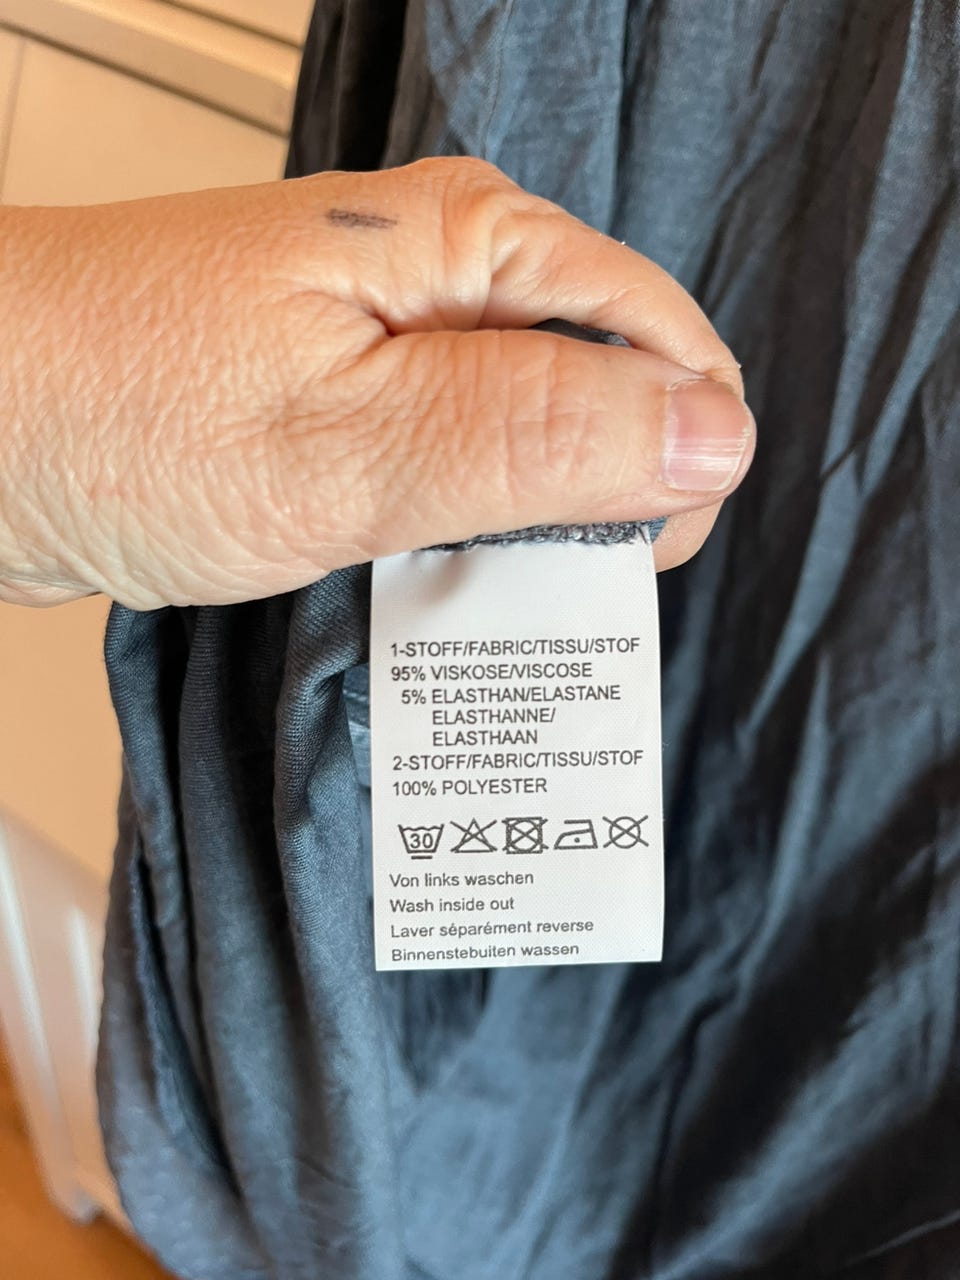 1-STOFF/FABRIC/TISSU/STOF
95% VISKOSE/VISCOSE
5% ELASTHAN/ELASTANE
ELASTHANNE/
ELASTHAAN
2-STOFF/FABRIC/TISSU/STOF
100% POLYESTER
30
Von links waschen
Wash inside out
Laver séparément reverse
Binnenstebuiten wassen